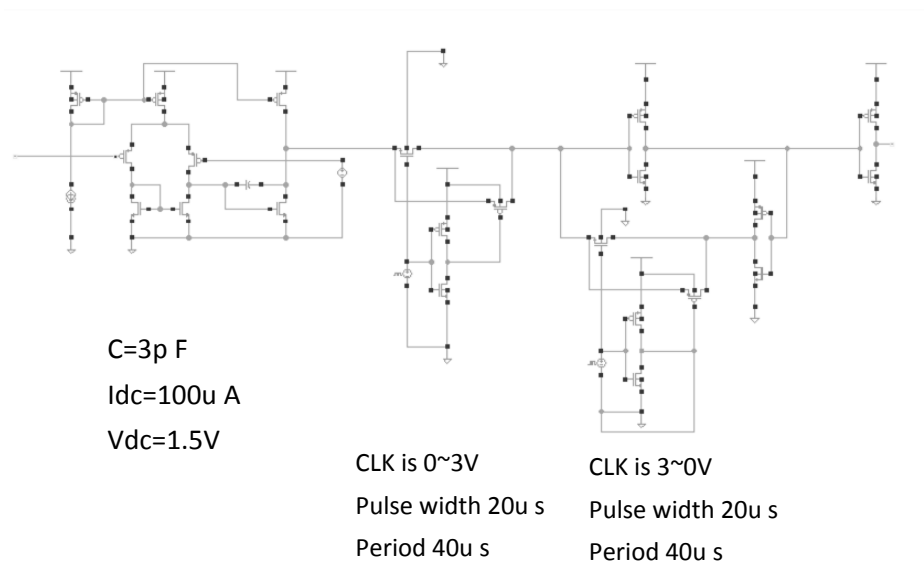 C=3p F
Idc=100u A
Vdc=1.5V
CLK is 0~3V
Pulse width 20u s
Period 40u s
CLK is 3~0V
Pulse width 20u s
Period 40u s